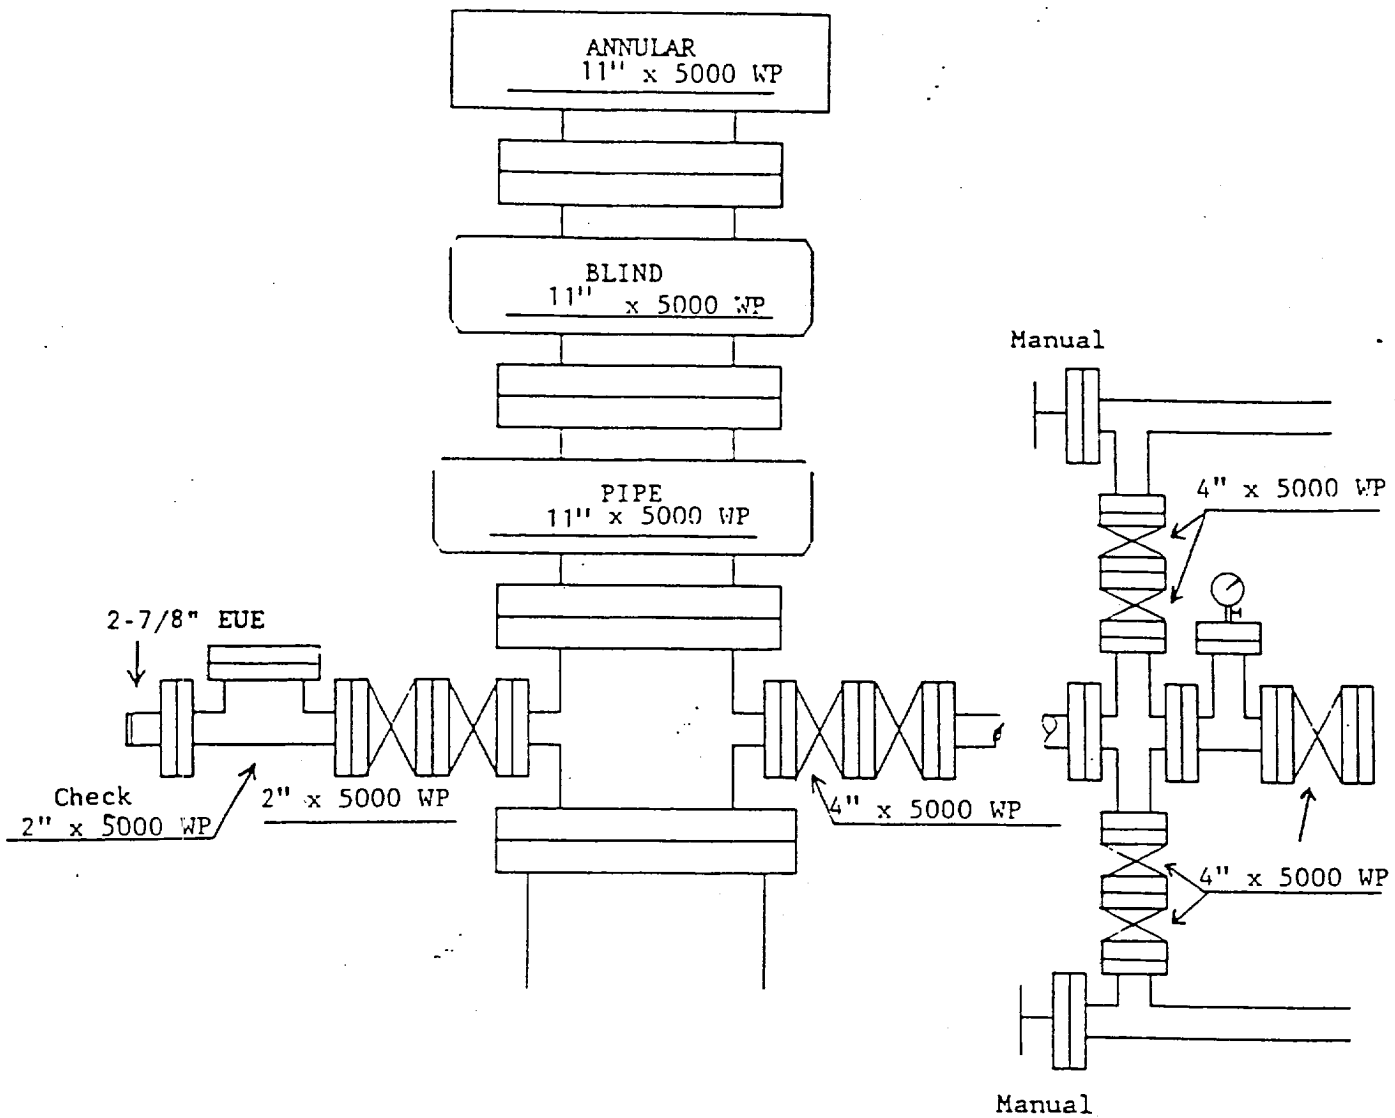 ANNULAR
11" x 5000 WP
BLIND
11" x 5000 WP
Manual
PIPE
11" x 5000 WP
4" x 5000 WP
2-7/8" EUE
Check
2" x 5000 WP
2" x 5000 WP
4" x 5000 WP
4" x 5000 WP
Manual